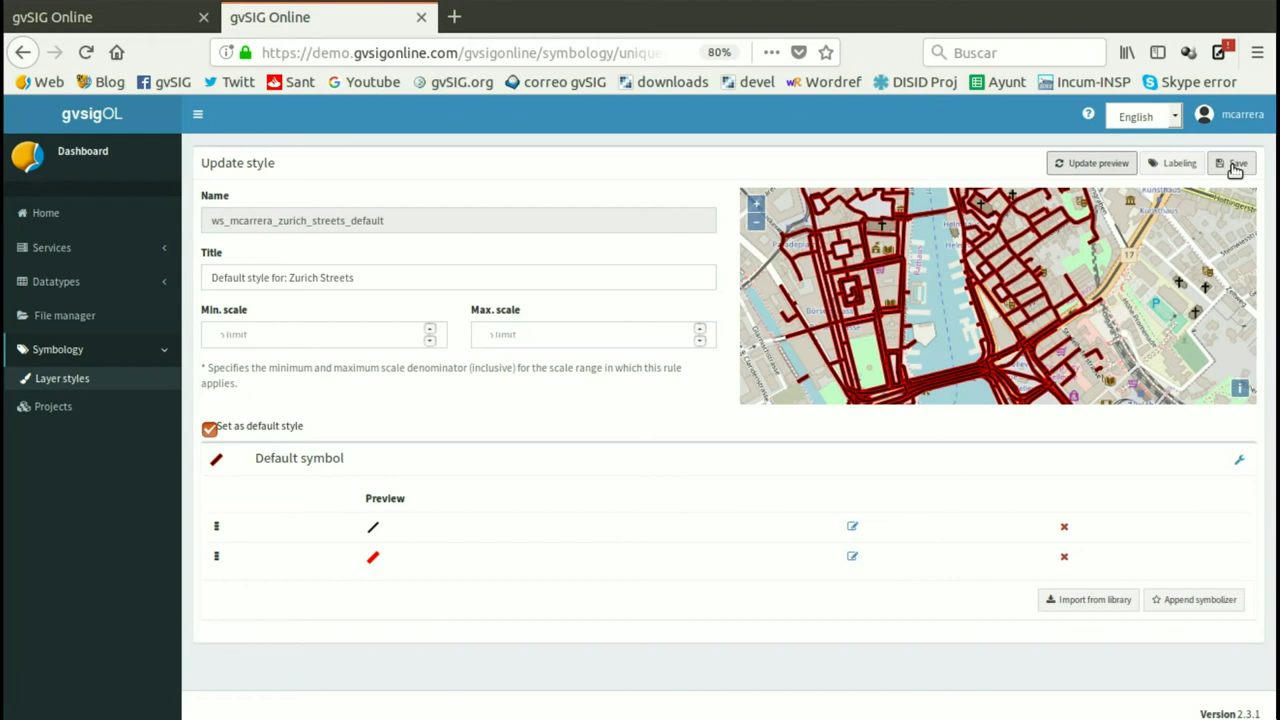 gvSIG Online
gvSIG Online
https://demo.gvsigonline.com/gvsigonline/symbology/unique
80%
Buscar
Web
Blog
gvSIG
Twitt
Sant
Youtube
gvSIG.org
correo gvSIG
downloads
devel
Wordref
DISID Proj
Ayunt
Incum-INSP
Skype error
gvsigOL
English
mcarrera
Dashboard
Home
Services
Datatypes
File manager
Symbology
Layer styles
Projects
Update style
Update preview
Labeling
Save
Name
ws_mcarrera_zurich_streets_default
Title
Default style for: Zurich Streets
Min. scale
Max. scale
limit
limit
* Specifies the minimum and maximum scale denominator (inclusive) for the scale range in which this rule
applies.
17
Kunsthaus
Set as default style
Default symbol
Preview
Import from library
Append symbolizer
Version 2.3.1